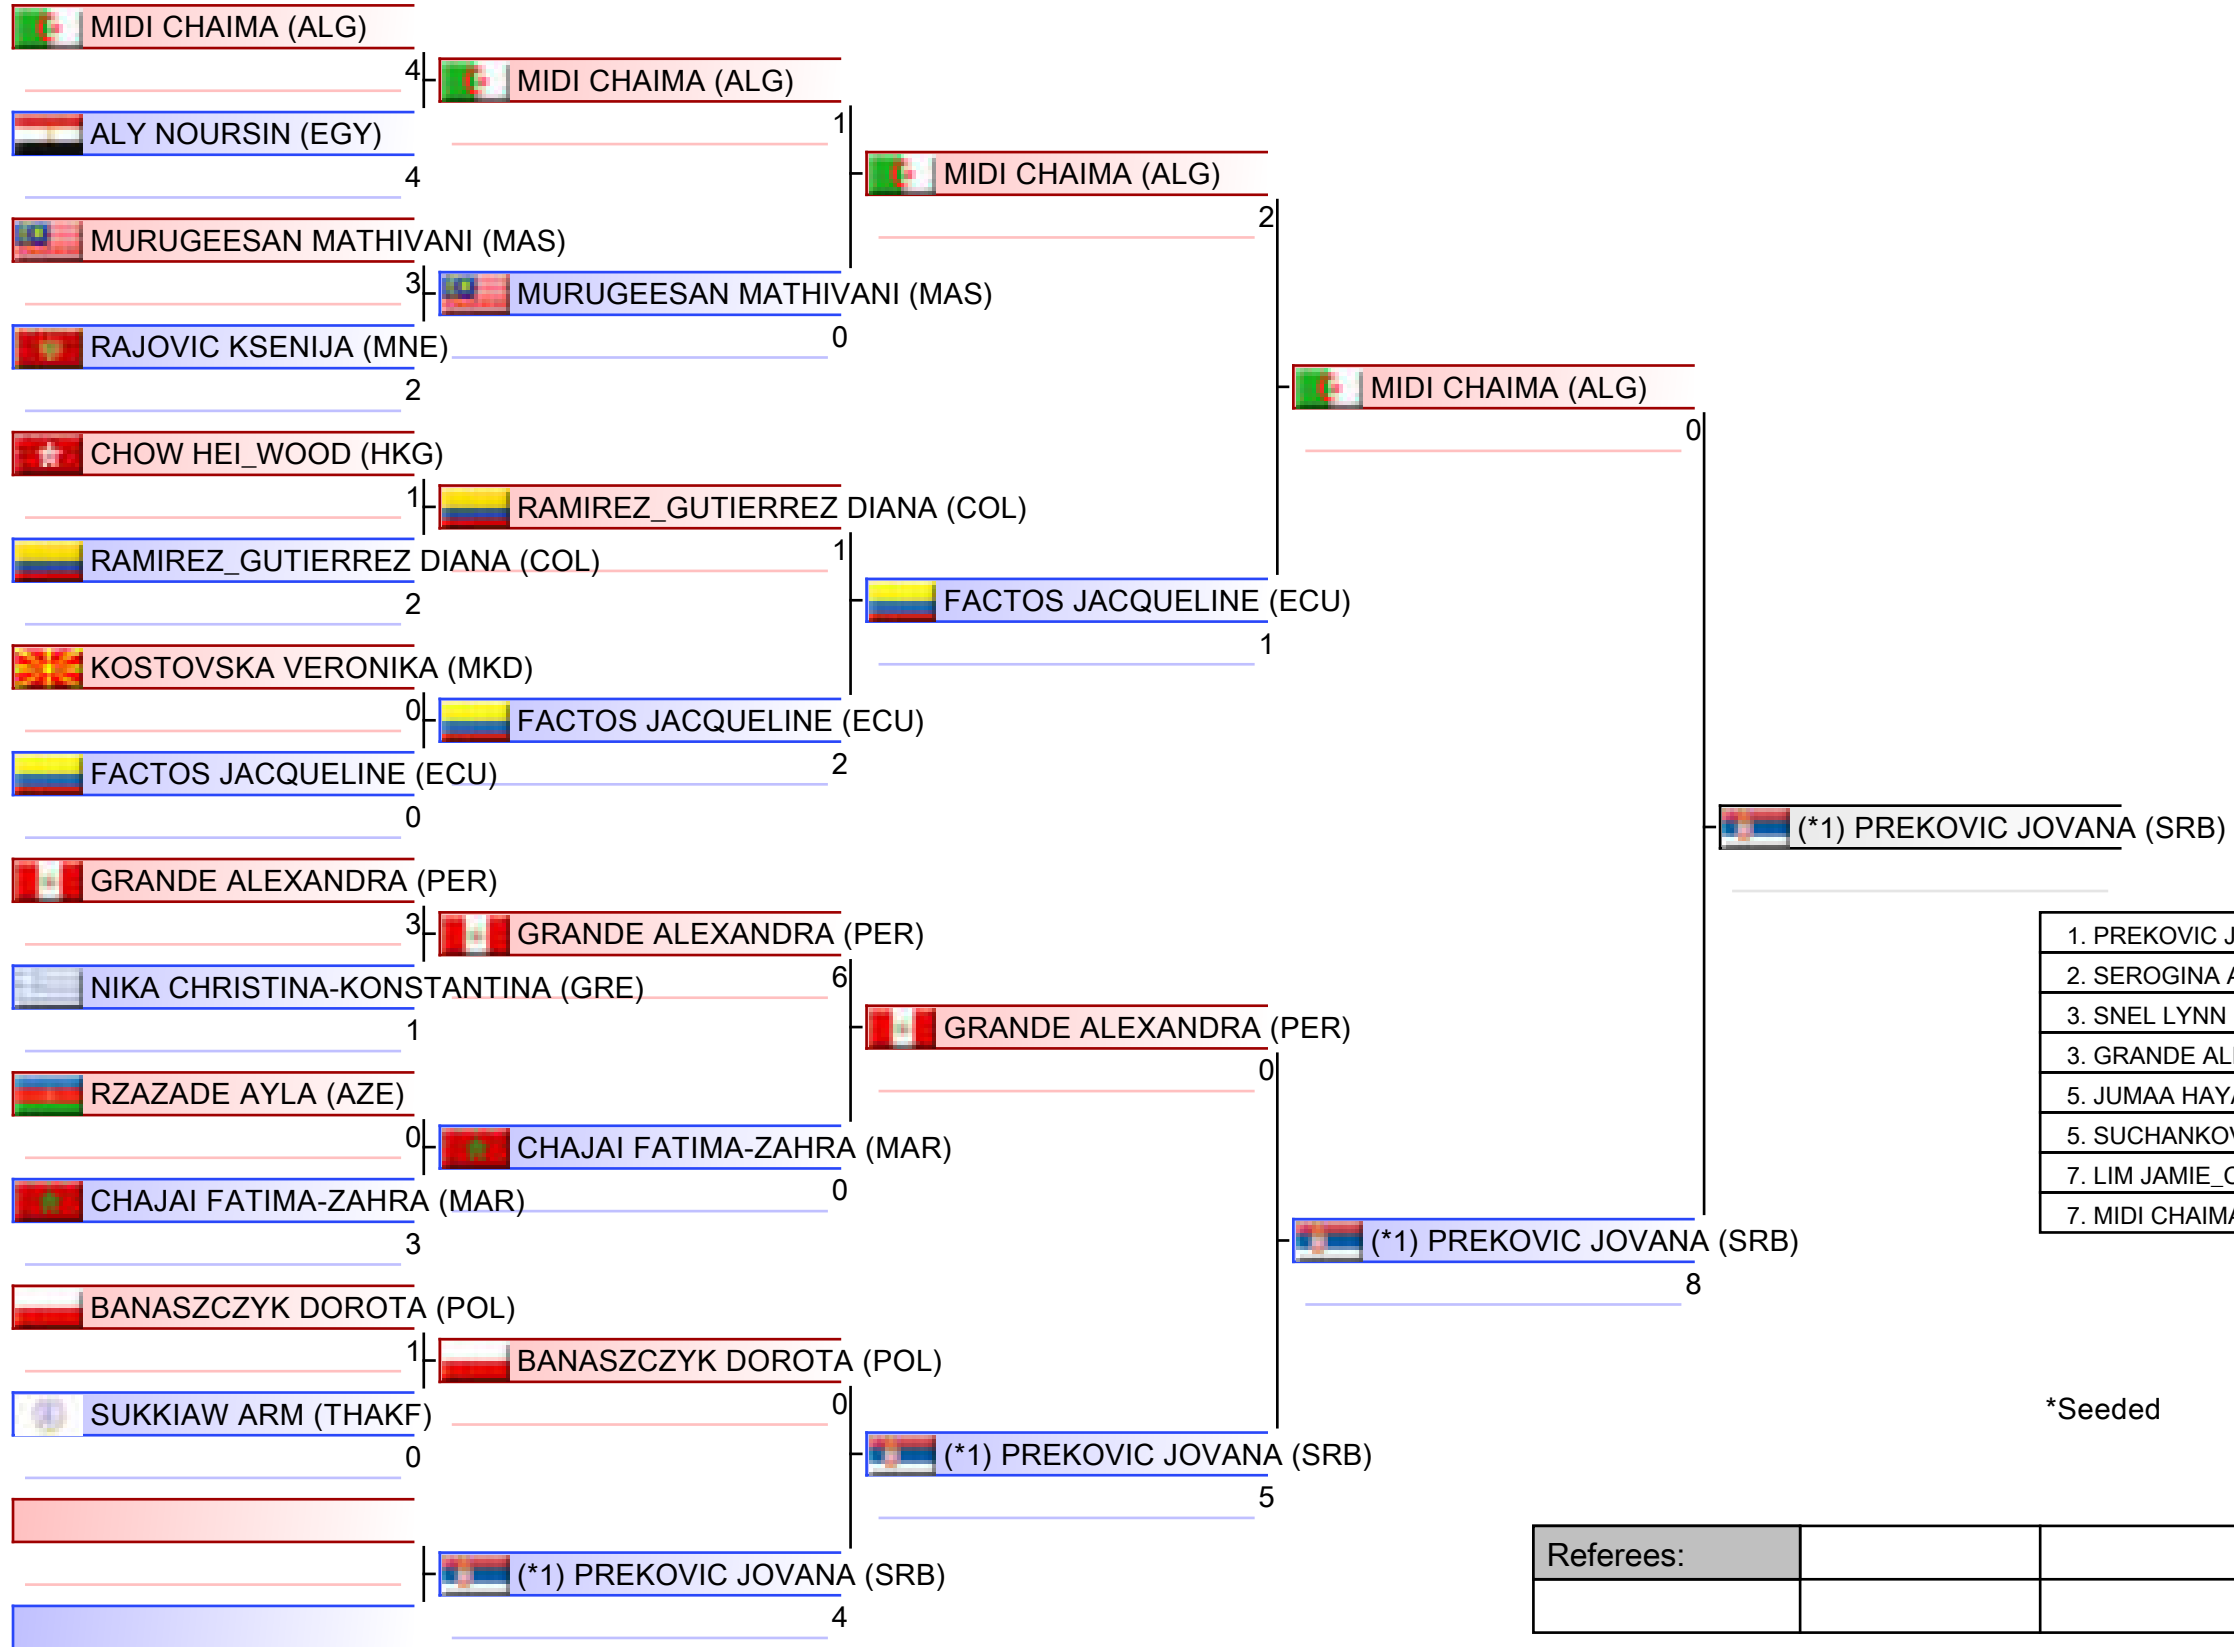 MIDI CHAIMA (ALG)
4
ALY NOURSIN (EGY)
4
MURUGEESAN MATHIVANI (MAS)
3
RAJOVIC KSENIJA (MNE)
2
CHOW HEI_WOOD (HKG)
1
RAMIREZ_GUTIERREZ DIANA (COL)
2
KOSTOVSKA VERONIKA (MKD)
0
FACTOS JACQUELINE (ECU)
0
GRANDE ALEXANDRA (PER)
3
NIKA CHRISTINA-KONSTANTINA (GRE)
1
RZAZADE AYLA (AZE)
0
CHAJAI FATIMA-ZAHRA (MAR)
3
BANASZCZYK DOROTA (POL)
1
SUKKIAW ARM (THAKF)
0
MIDI CHAIMA (ALG)
1
MURUGEESAN MATHIVANI (MAS)
0
RAMIREZ_GUTIERREZ DIANA (COL)
1
FACTOS JACQUELINE (ECU)
2
GRANDE ALEXANDRA (PER)
6
CHAJAI FATIMA-ZAHRA (MAR)
0
BANASZCZYK DOROTA (POL)
0
(*1) PREKOVIC JOVANA (SRB)
4
MIDI CHAIMA (ALG)
2
FACTOS JACQUELINE (ECU)
1
GRANDE ALEXANDRA (PER)
0
(*1) PREKOVIC JOVANA (SRB)
5
MIDI CHAIMA (ALG)
0
(*1) PREKOVIC JOVANA (SRB)
8
(*1) PREKOVIC JOVANA (SRB)
1. PREKOVIC
2. SEROGINA
3. SNEL LYNN
3. GRANDE
5. JUMAA
5.
7. LIM
7. MIDI CHAIMA
*Seeded
Referees: